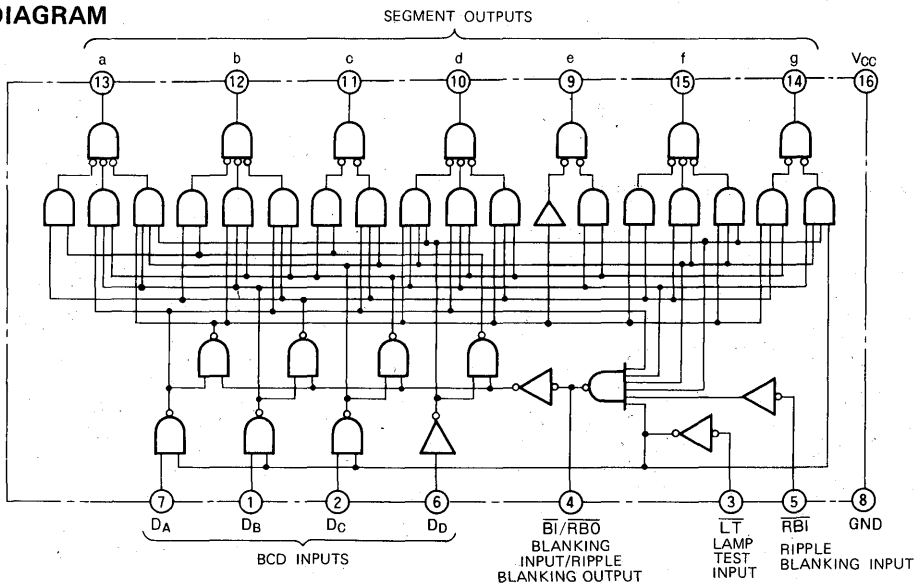 DIAGRAM
SEGMENT OUTPUTS
a b c d e f g VCC
13 12 11 10 9 15 14 16
7 1 2 6 4 3 5 8
DA DB DC DD BI/RBO LT RBI GND
BCD INPUTS
BLANKING
INPUT/RIPPLE
BLANKING OUTPUT
LAMP
TEST
INPUT
RIPPLE
BLANKING INPUT